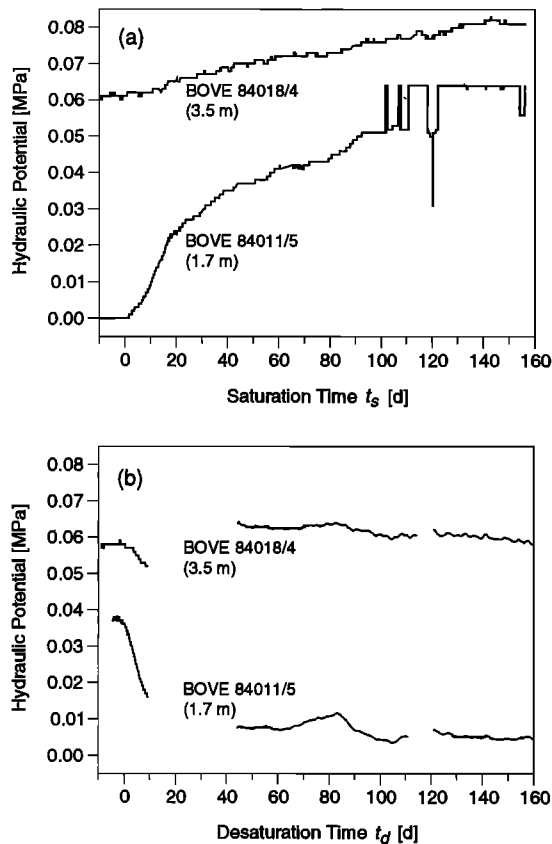 (a)
Hydraulic Potential [MPa]
0.08
0.07
0.06
0.05
0.04
0.03
0.02
0.01
0.00
BOVE 84018/4
(3.5 m)
BOVE 84011/5
(1.7 m)
0 20 40 60 80 100 120 140 160
Saturation Time ts [d]
(b)
Hydraulic Potential [MPa]
0.08
0.07
0.06
0.05
0.04
0.03
0.02
0.01
0.00
BOVE 84018/4
(3.5 m)
BOVE 84011/5
(1.7 m)
0 20 40 60 80 100 120 140 160
Desaturation Time td [d]